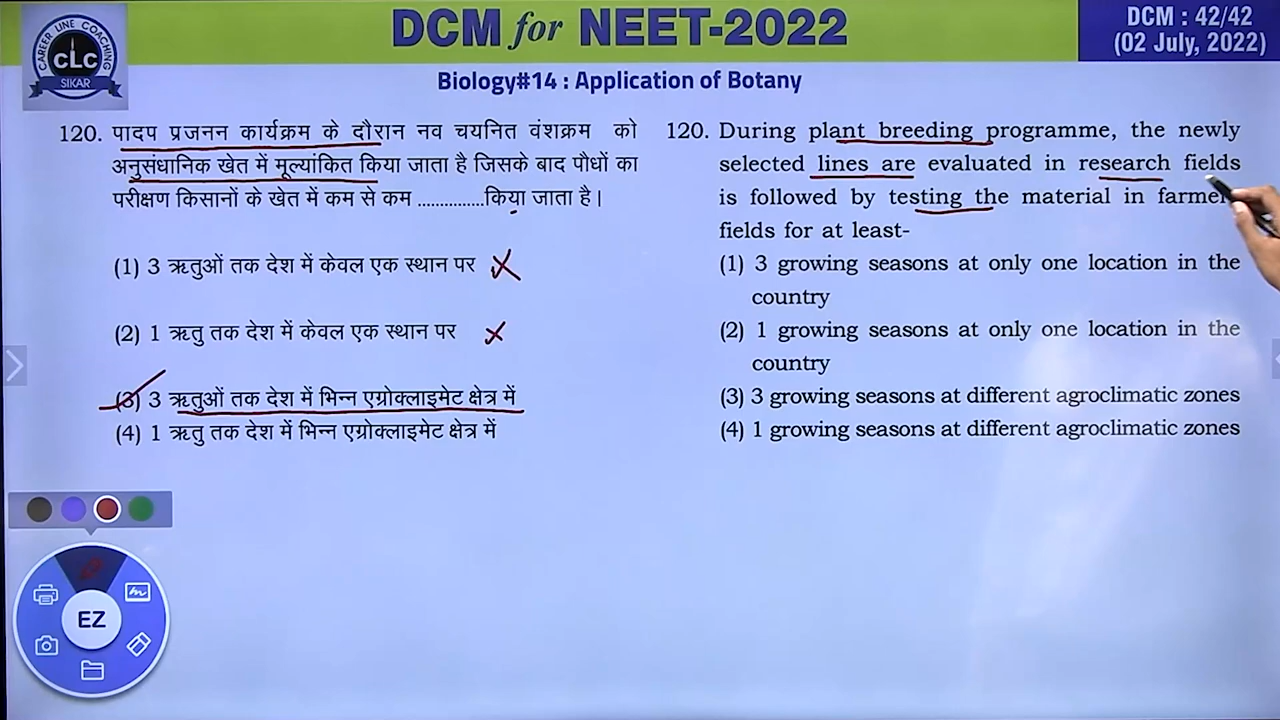 CAREER LINE COACHING
CLC
SIKAR
DCM for NEET-2022
DCM : 42/42
(02 July, 2022)
Biology#14 : Application of Botany
120. पादप प्रजनन कार्यक्रम के दौरान नव चयनित वंशक्रम को
अनुसंधानिक खेत में मूल्यांकित किया जाता है जिसके बाद पौधों का
परीक्षण किसानों के खेत में कम से कम ...............किया जाता है।
(1) 3 ऋतुओं तक देश में केवल एक स्थान पर
(2) 1 ऋतु तक देश में केवल एक स्थान पर
(3) 3 ऋतुओं तक देश में भिन्न एग्रोक्लाइमेट क्षेत्र में
(4) 1 ऋतु तक देश में भिन्न एग्रोक्लाइमेट क्षेत्र में
120. During plant breeding programme, the newly
selected lines are evaluated in research fields
is followed by testing the material in farmer
fields for at least-
(1) 3 growing seasons at only one location in the
country
(2) 1 growing seasons at only one location in the
country
(3) 3 growing seasons at different agroclimatic zones
(4) 1 growing seasons at different agroclimatic zones
EZ